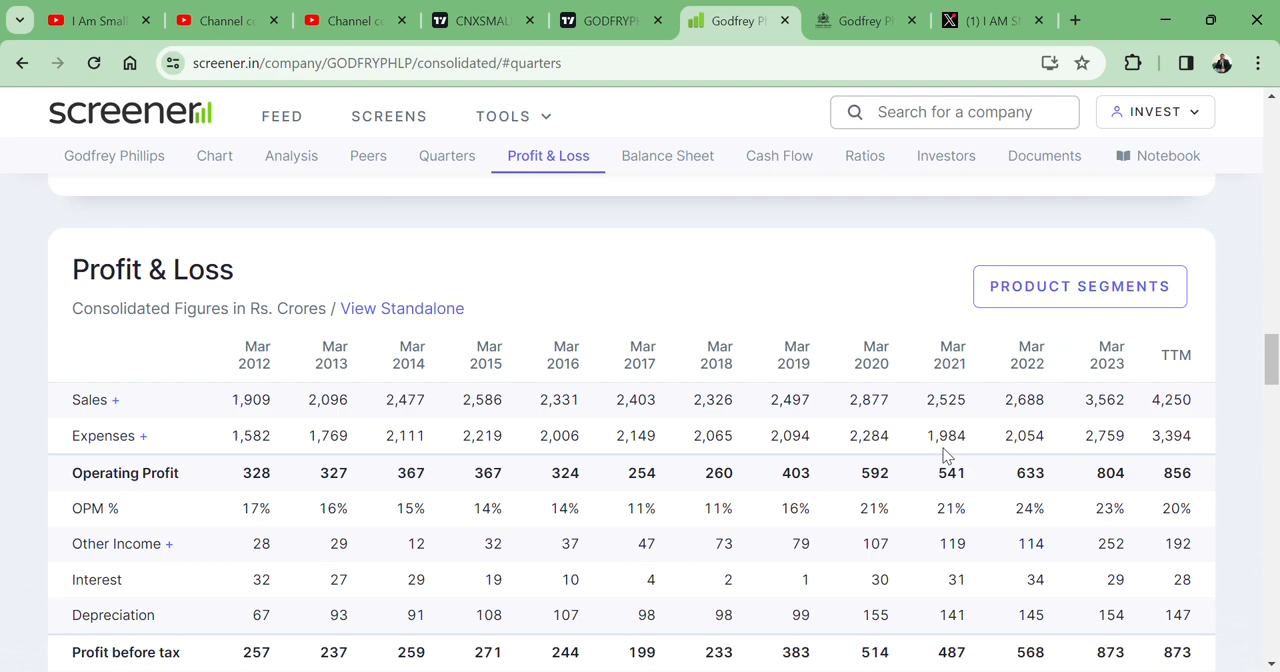 I Am Small
Channel co
Channel co
CNXSMAL
GODFRYPH
Godfrey Ph
Godfrey Ph
(1) I AM S
screener.in/company/GODFRYPHLP/consolidated/#quarters
screener FEED SCREENS TOOLS Search for a company INVEST
Godfrey Phillips Chart Analysis Peers Quarters Profit & Loss Balance Sheet Cash Flow Ratios Investors Documents Notebook
Profit & Loss
PRODUCT SEGMENTS
Consolidated Figures in Rs. Crores / View Standalone
Mar 2012 Mar 2013 Mar 2014 Mar 2015 Mar 2016 Mar 2017 Mar 2018 Mar 2019 Mar 2020 Mar 2021 Mar 2022 Mar 2023 TTM
Sales + 1,909 2,096 2,477 2,586 2,331 2,403 2,326 2,497 2,877 2,525 2,688 3,562 4,250
Expenses + 1,582 1,769 2,111 2,219 2,006 2,149 2,065 2,094 2,284 1,984 2,054 2,759 3,394
Operating Profit 328 327 367 367 324 254 260 403 592 541 633 804 856
OPM % 17% 16% 15% 14% 14% 11% 11% 16% 21% 21% 24% 23% 20%
Other Income + 28 29 12 32 37 47 73 79 107 119 114 252 192
Interest 32 27 29 19 10 4 2 1 30 31 34 29 28
Depreciation 67 93 91 108 107 98 98 99 155 141 145 154 147
Profit before tax 257 237 259 271 244 199 233 383 514 487 568 873 873